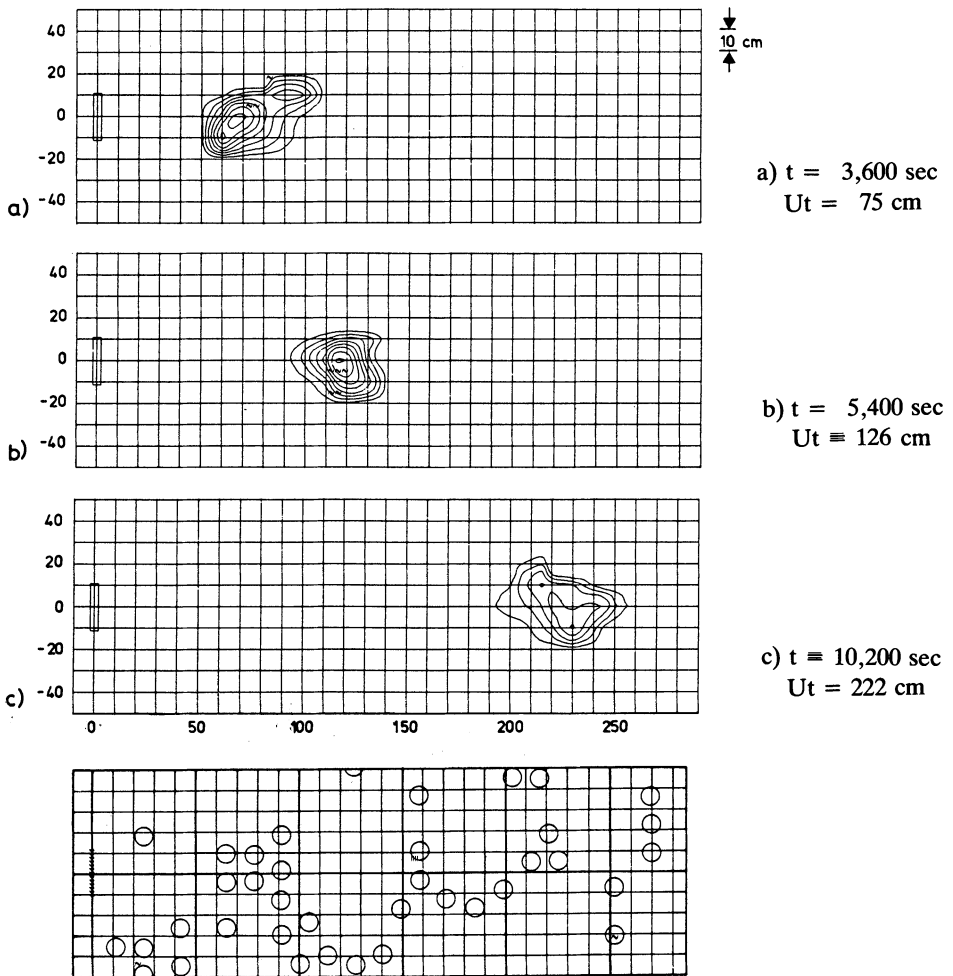 40
20
0
-20
-40
a)
10 cm
a) t = 3,600 sec
Ut = 75 cm
40
20
0
-20
-40
b)
b) t = 5,400 sec
Ut = 126 cm
40
20
0
-20
-40
c)
c) t = 10,200 sec
Ut = 222 cm
0 50 100 150 200 250